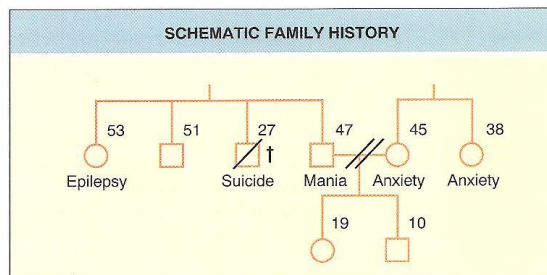 SCHEMATIC FAMILY HISTORY
53 51 27 47 45 38
†
Epilepsy Suicide Mania Anxiety Anxiety
19 10